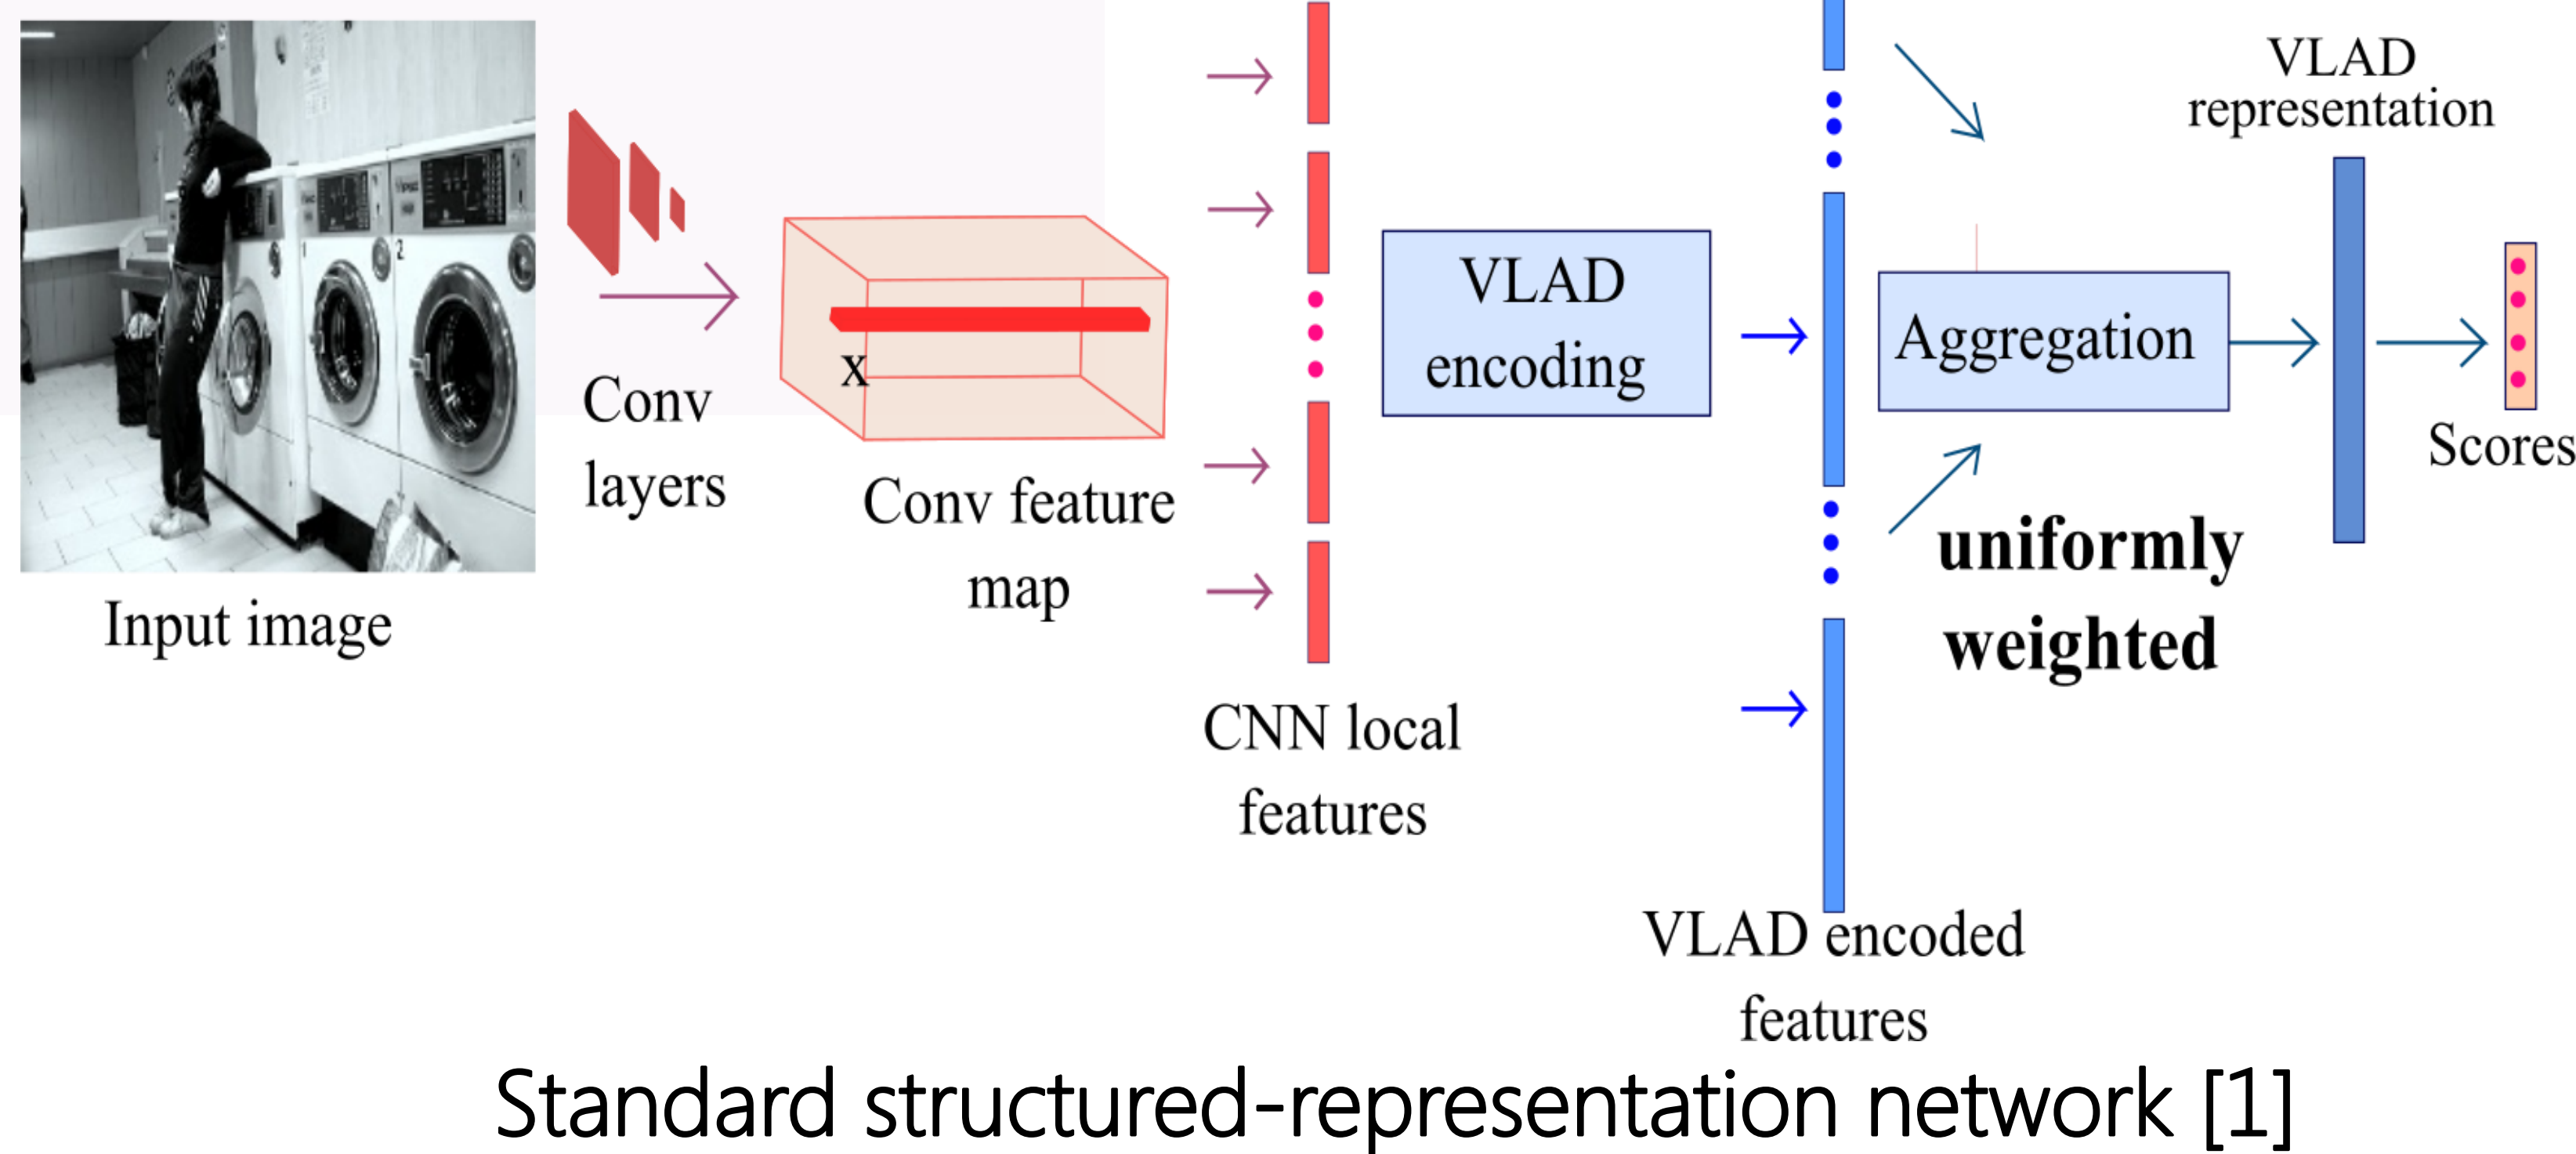 Input image
Conv
layers
x
Conv feature
map
CNN local
features
VLAD
encoding
VLAD encoded
features
Aggregation
uniformly
weighted
VLAD
representation
Scores
Standard structured-representation network [1]